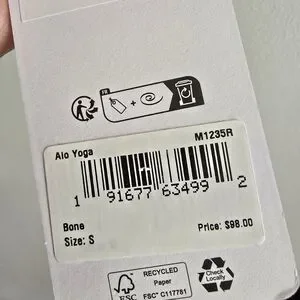 FR
+
Alo Yoga M1235R
1 91677 63499 2
Bone
Size: S Price: $98.00
FSC
RECYCLED
Paper
FSC® C117781
Check
Locally